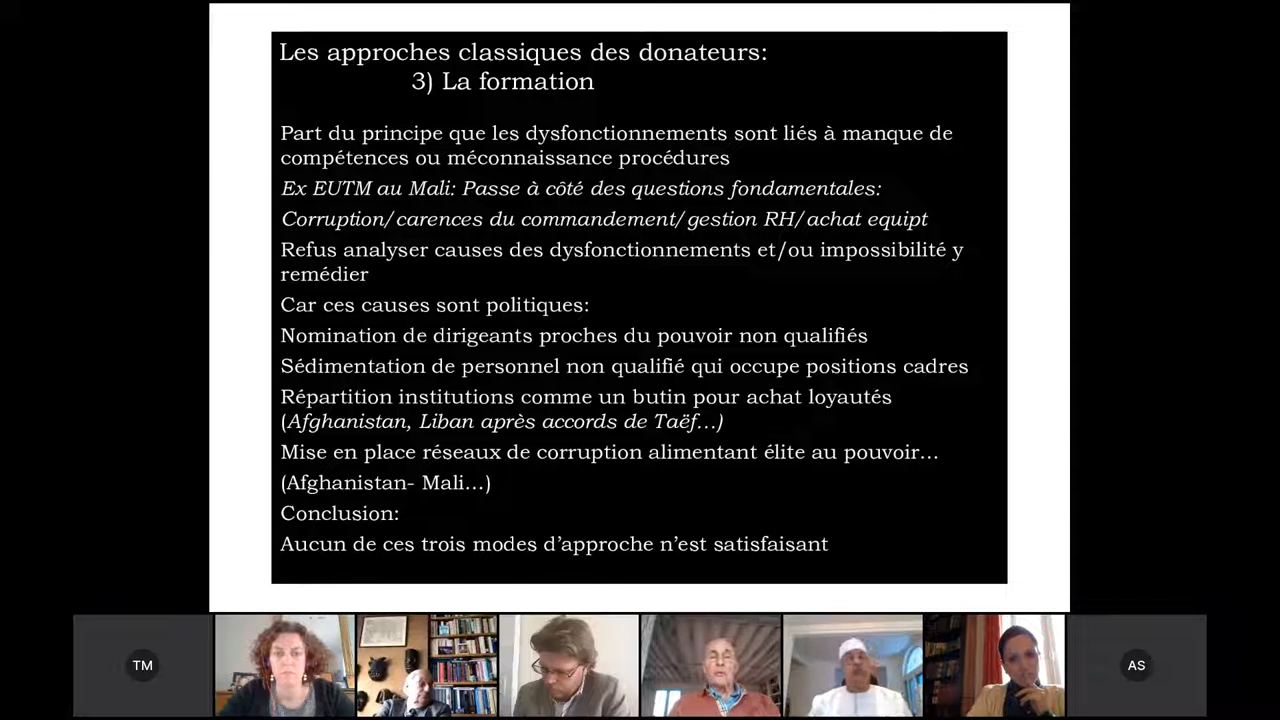 Les approches classiques des donateurs:
3) La formation
Part du principe que les dysfonctionnements sont liés à manque de
compétences ou méconnaissance procédures
Ex EUTM au Mali: Passe à côté des questions fondamentales:
Corruption/carences du commandement/gestion RH/achat equipt
Refus analyser causes des dysfonctionnements et/ou impossibilité y
remédier
Car ces causes sont politiques:
Nomination de dirigeants proches du pouvoir non qualifiés
Sédimentation de personnel non qualifié qui occupe positions cadres
Répartition institutions comme un butin pour achat loyautés
(Afghanistan, Liban après accords de Taëf...)
Mise en place réseaux de corruption alimentant élite au pouvoir...
(Afghanistan- Mali...)
Conclusion:
Aucun de ces trois modes d'approche n'est satisfaisant
TM
AS